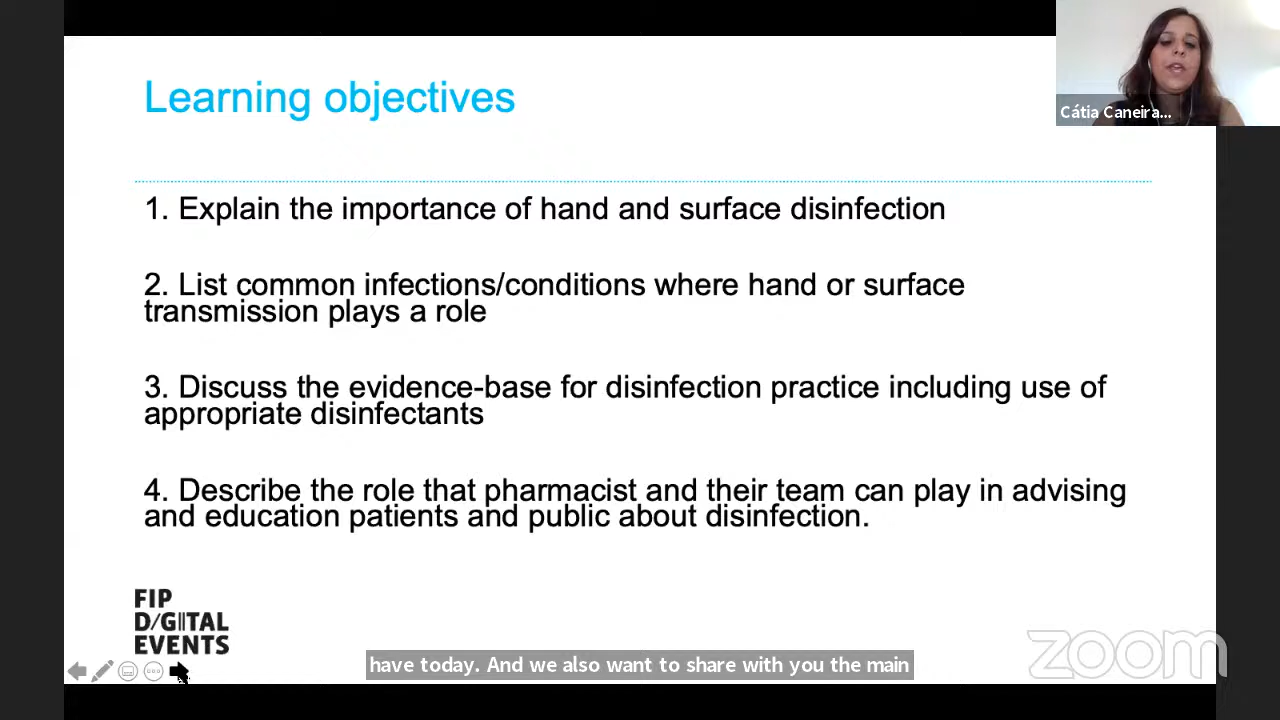 Learning objectives
Cátia Caneira...
1. Explain the importance of hand and surface disinfection
2. List common infections/conditions where hand or surface
transmission plays a role
3. Discuss the evidence-base for disinfection practice including use of
appropriate disinfectants
4. Describe the role that pharmacist and their team can play in advising
and education patients and public about disinfection.
FIP
D/GITAL
EVENTS
zoom
have today. And we also want to share with you the main